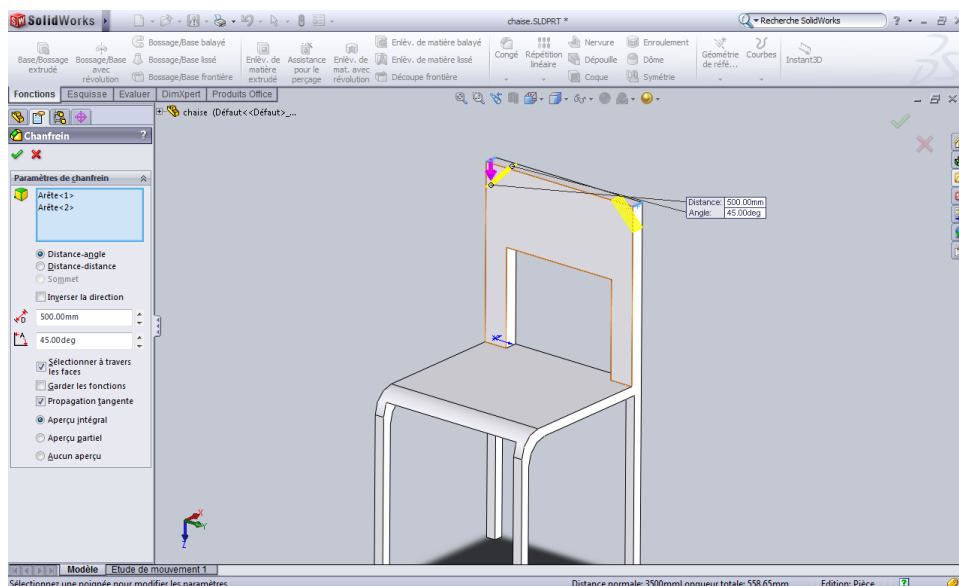 SolidWorks
chaise.SLDPRT *
Recherche SolidWorks
?
Base/Bossage extrudé
Bossage/Base avec révolution
Bossage/Base balayé
Bossage/Base lissé
Bossage/Base frontière
Enlèv. de matière extrudé
Assistance pour le perçage
Enlèv. de mat. avec révolution
Enlèv. de matière balayé
Enlèv. de matière lissé
Découpe frontière
Congé
Répétition linéaire
Nervure
Dépouille
Coque
Enroulement
Dôme
Symétrie
Géométrie de réfé...
Courbes
Instant3D
Fonctions
Esquisse
Evaluer
DimXpert
Produits Office
chaise (Défaut<<Défaut>_...
Chanfrein
?
Paramètres de chanfrein
Arête<1>
Arête<2>
Distance-angle
Distance-distance
Sommet
Inverser la direction
D
500.00mm
A
45.00deg
Sélectionner à travers
les faces
Garder les fonctions
Propagation tangente
Aperçu intégral
Aperçu partiel
Aucun aperçu
Distance: 500.00mm
Angle: 45.00deg
X
Y
Z
Modèle
Etude de mouvement 1
Sélectionnez une poignée pour modifier les paramètres
Distance normale: 3500mmLongueur totale: 558.65mm
Edition: Pièce
?